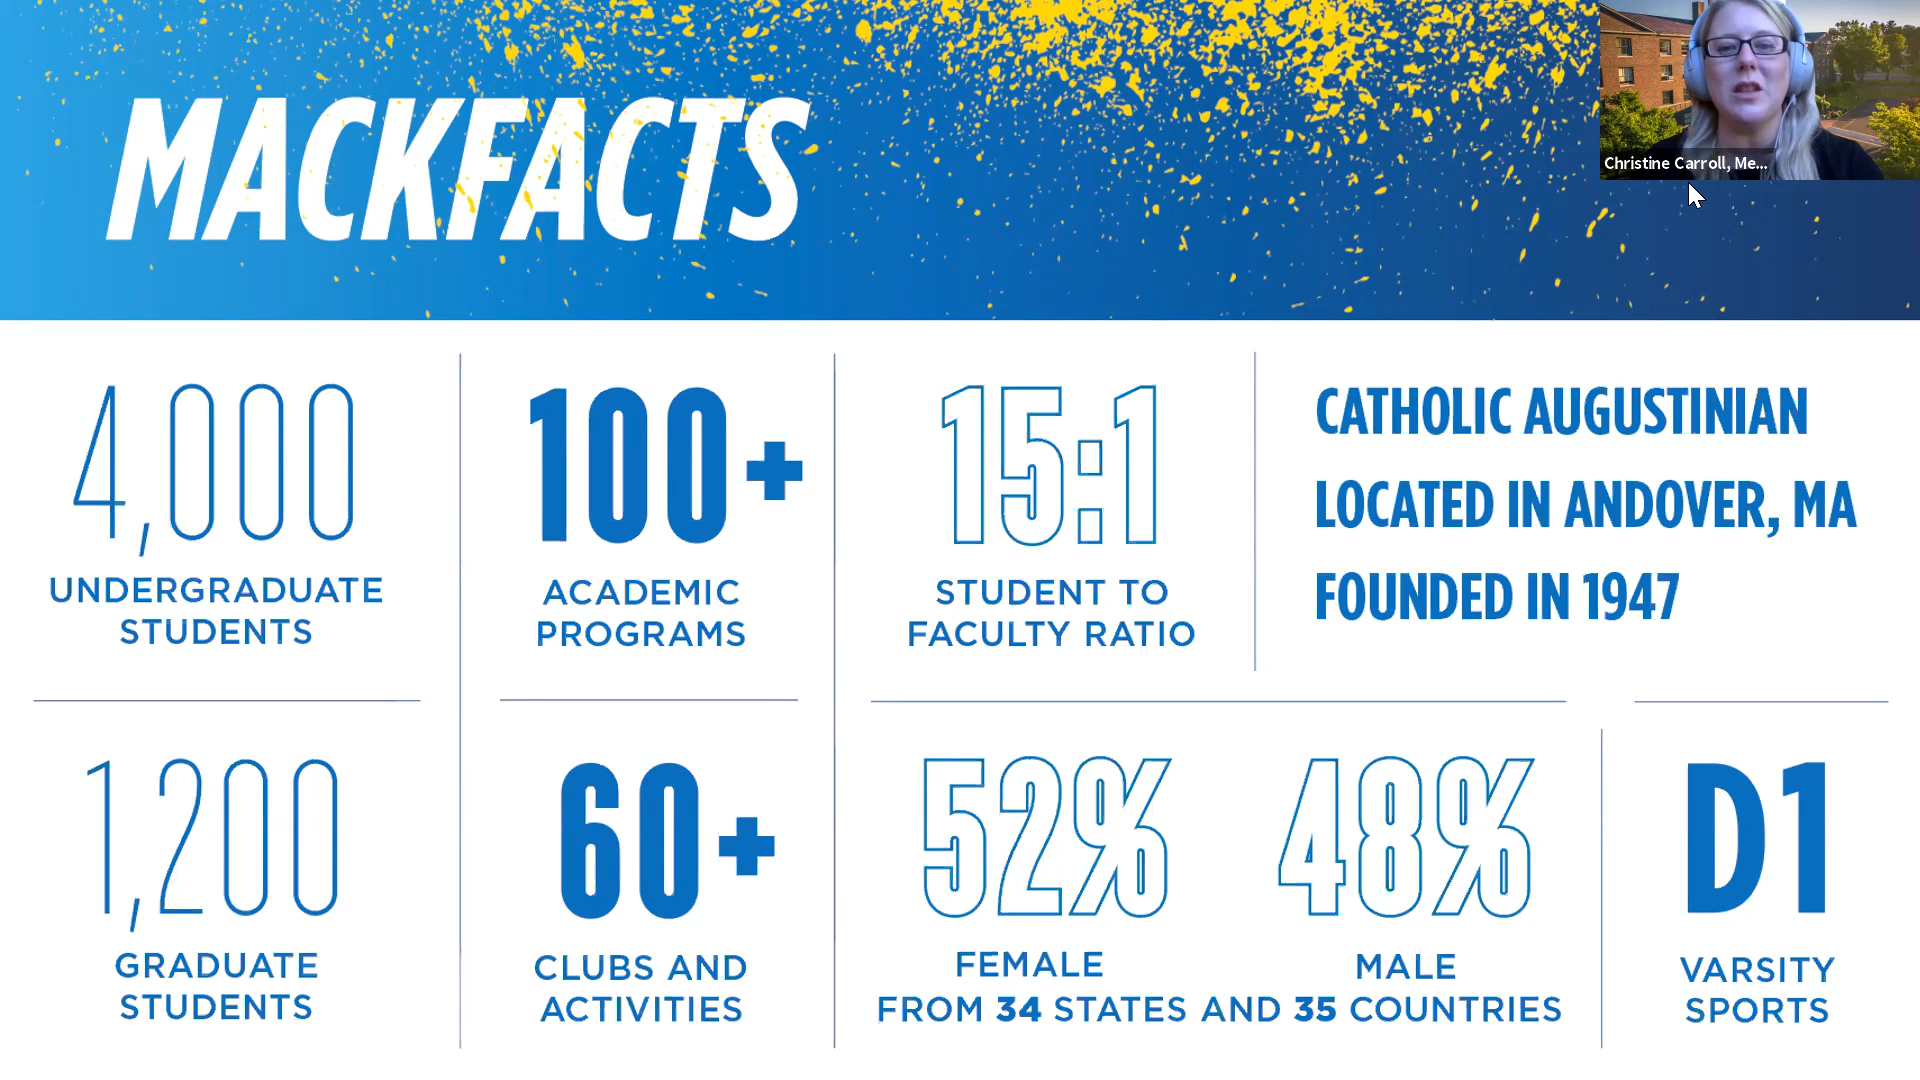 MACKFACTS
Christine Carroll, Me...
4,000
UNDERGRADUATE
STUDENTS
100+
ACADEMIC
PROGRAMS
15:1
STUDENT TO
FACULTY RATIO
CATHOLIC AUGUSTINIAN
LOCATED IN ANDOVER, MA
FOUNDED IN 1947
1,200
GRADUATE
STUDENTS
60+
CLUBS AND
ACTIVITIES
52% 48%
FEMALE MALE
FROM 34 STATES AND 35 COUNTRIES
D1
VARSITY
SPORTS